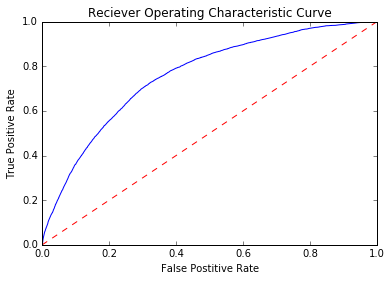 Reciever Operating Characteristic Curve
1.0
0.8
0.6
0.4
0.2
0.0
True Positive Rate
0.0 0.2 0.4 0.6 0.8 1.0
False Postitive Rate